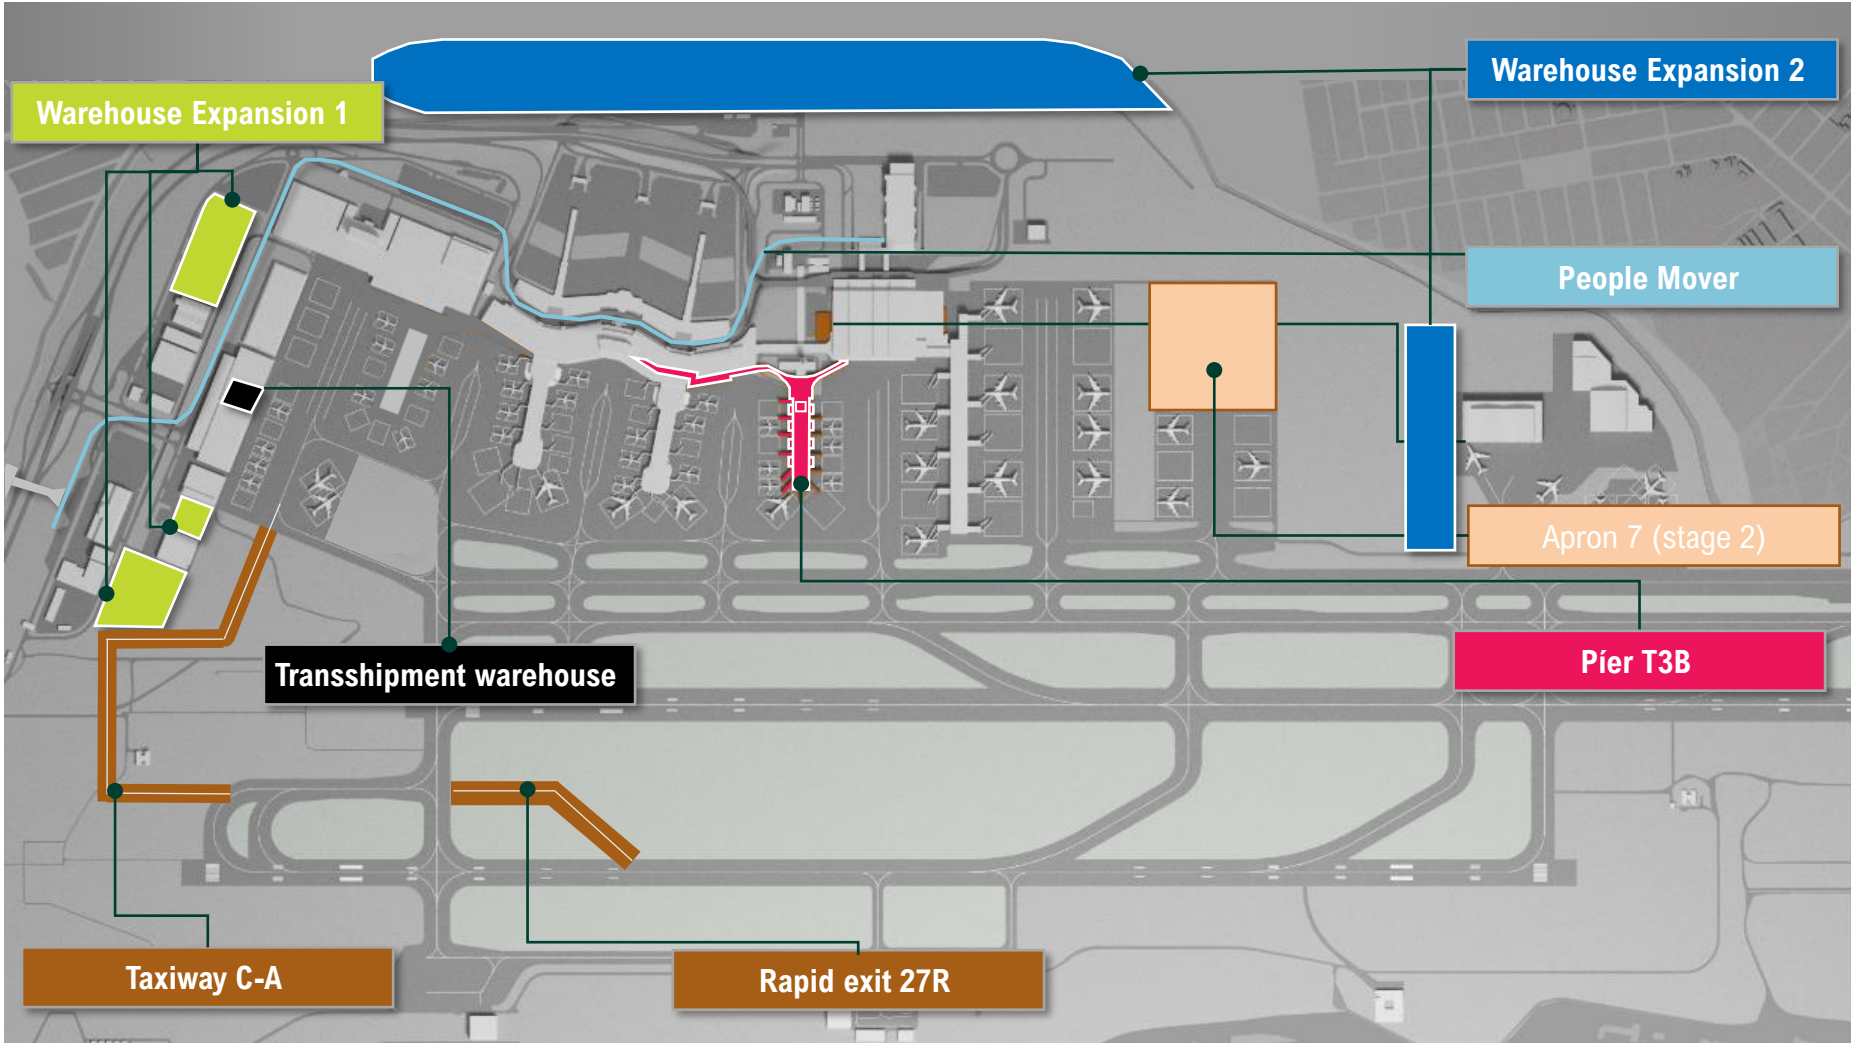 Warehouse Expansion 2
Warehouse Expansion 1
People Mover
Apron 7 (stage 2)
Píer T3B
Transshipment warehouse
Taxiway C-A
Rapid exit 27R